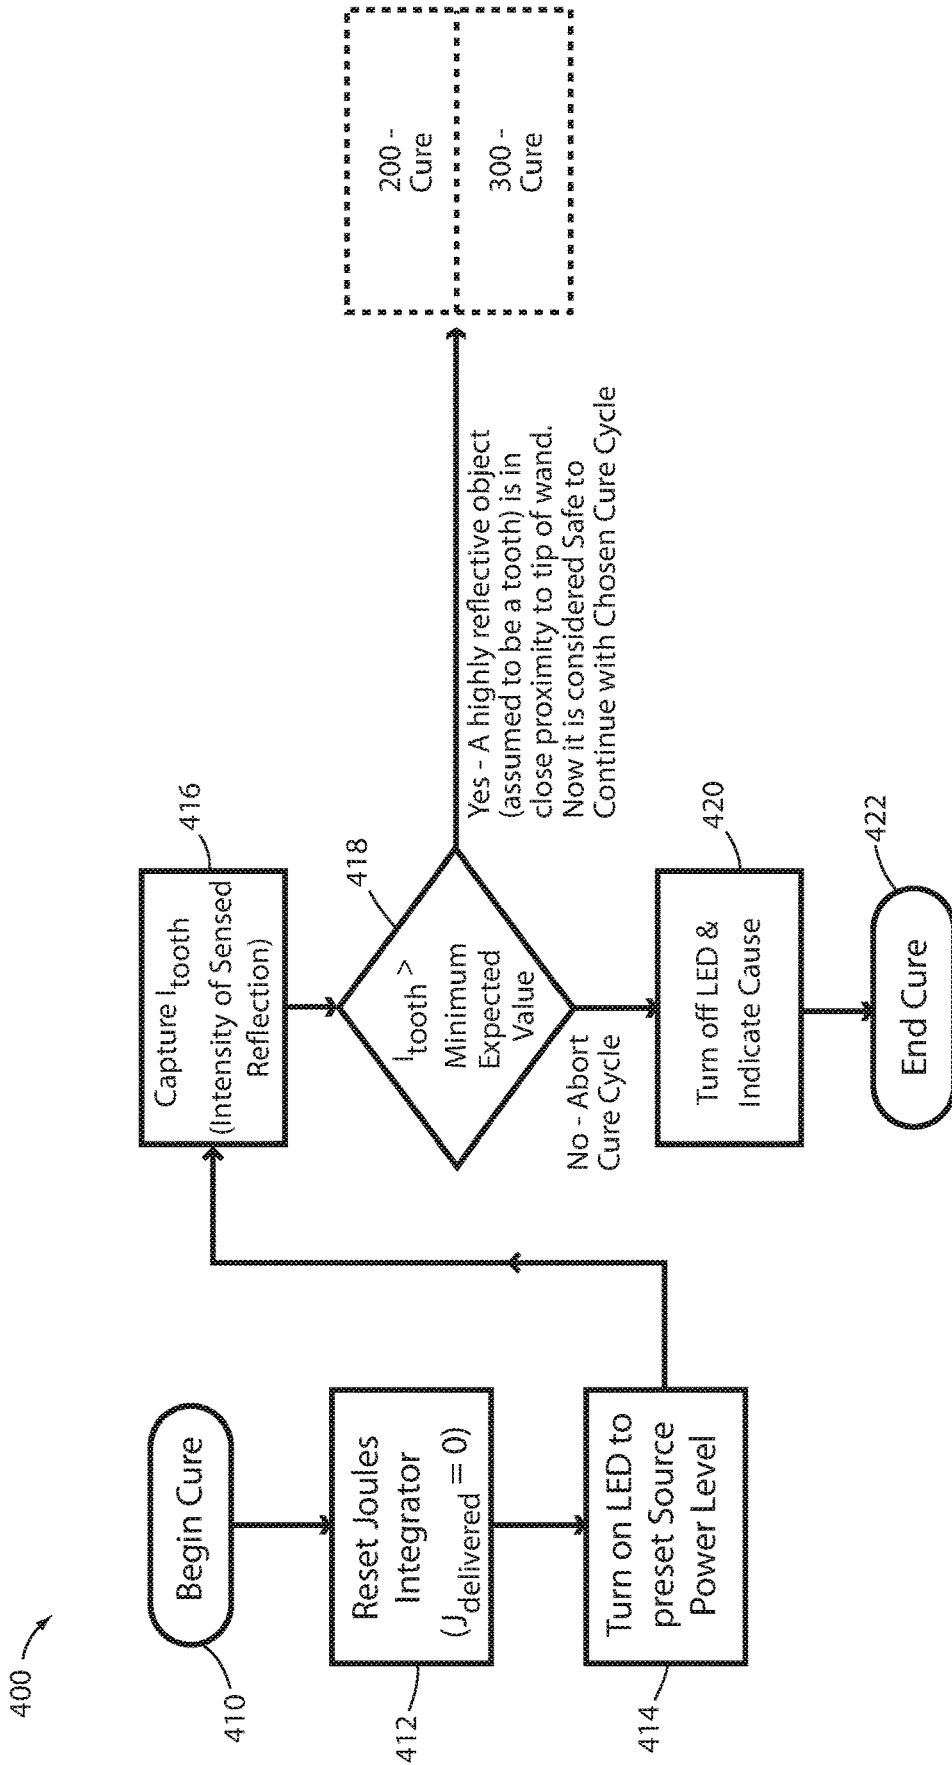 400
Begin Cure
410
Reset Joules
Integrator
(Jdelivered == 0)
412
Turn on LED to
preset Source
Power Level
414
Capture Itooth
(Intensity of Sensed
Reflection)
416
Itooth >
Minimum
Expected
Value
418
No - Abort
Cure Cycle
Turn off LED &
Indicate Cause
420
End Cure
422
Yes - A highly reflective object
(assumed to be a tooth) is in
close proximity to tip of wand.
Now it is considered Safe to
Continue with Chosen Cure Cycle
200 -
Cure
300 -
Cure